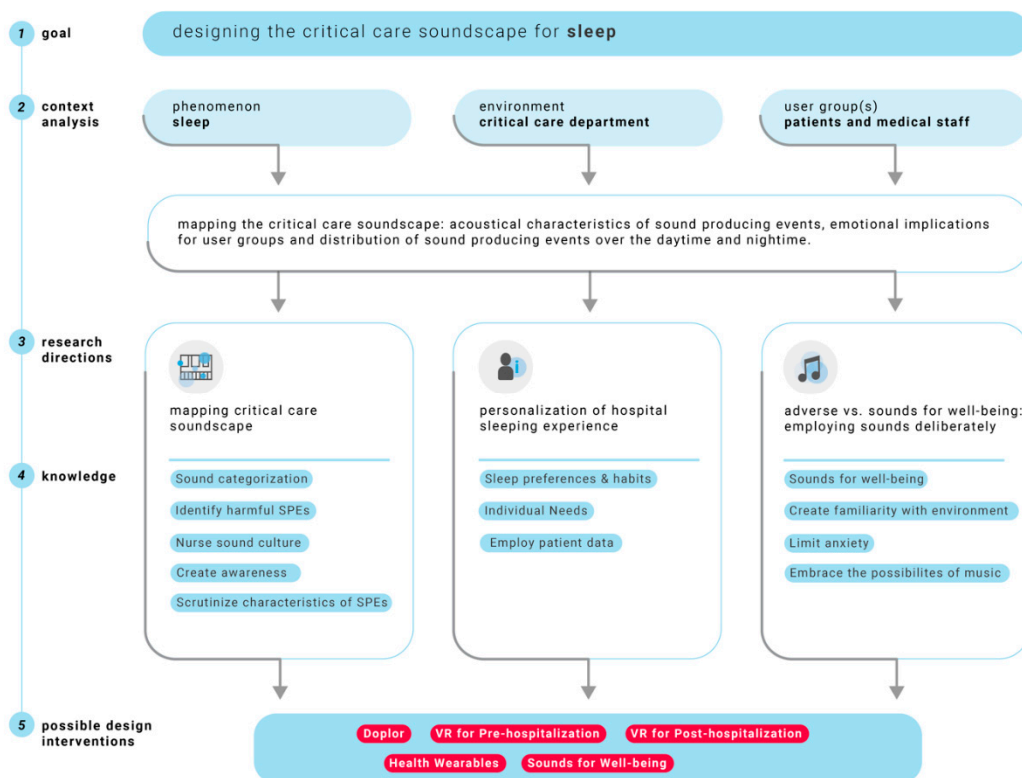 1 goal
designing the critical care soundscape for sleep
2 context
analysis
phenomenon
sleep
environment
critical care department
user group(s)
patients and medical staff
mapping the critical care soundscape: acoustical characteristics of sound producing events, emotional implications
for user groups and distribution of sound producing events over the daytime and nightime.
3 research
directions
mapping critical care
soundscape
i
personalization of hospital
sleeping experience
adverse vs. sounds for well-being:
employing sounds deliberately
4 knowledge
Sound categorization
Identify harmful SPEs
Nurse sound culture
Create awareness
Scrutinize characteristics of SPEs
Sleep preferences & habits
Individual Needs
Employ patient data
Sounds for well-being
Create familiarity with environment
Limit anxiety
Embrace the possibilites of music
5 possible design
interventions
Doplor
VR for Pre-hospitalization
VR for Post-hospitalization
Health Wearables
Sounds for Well-being